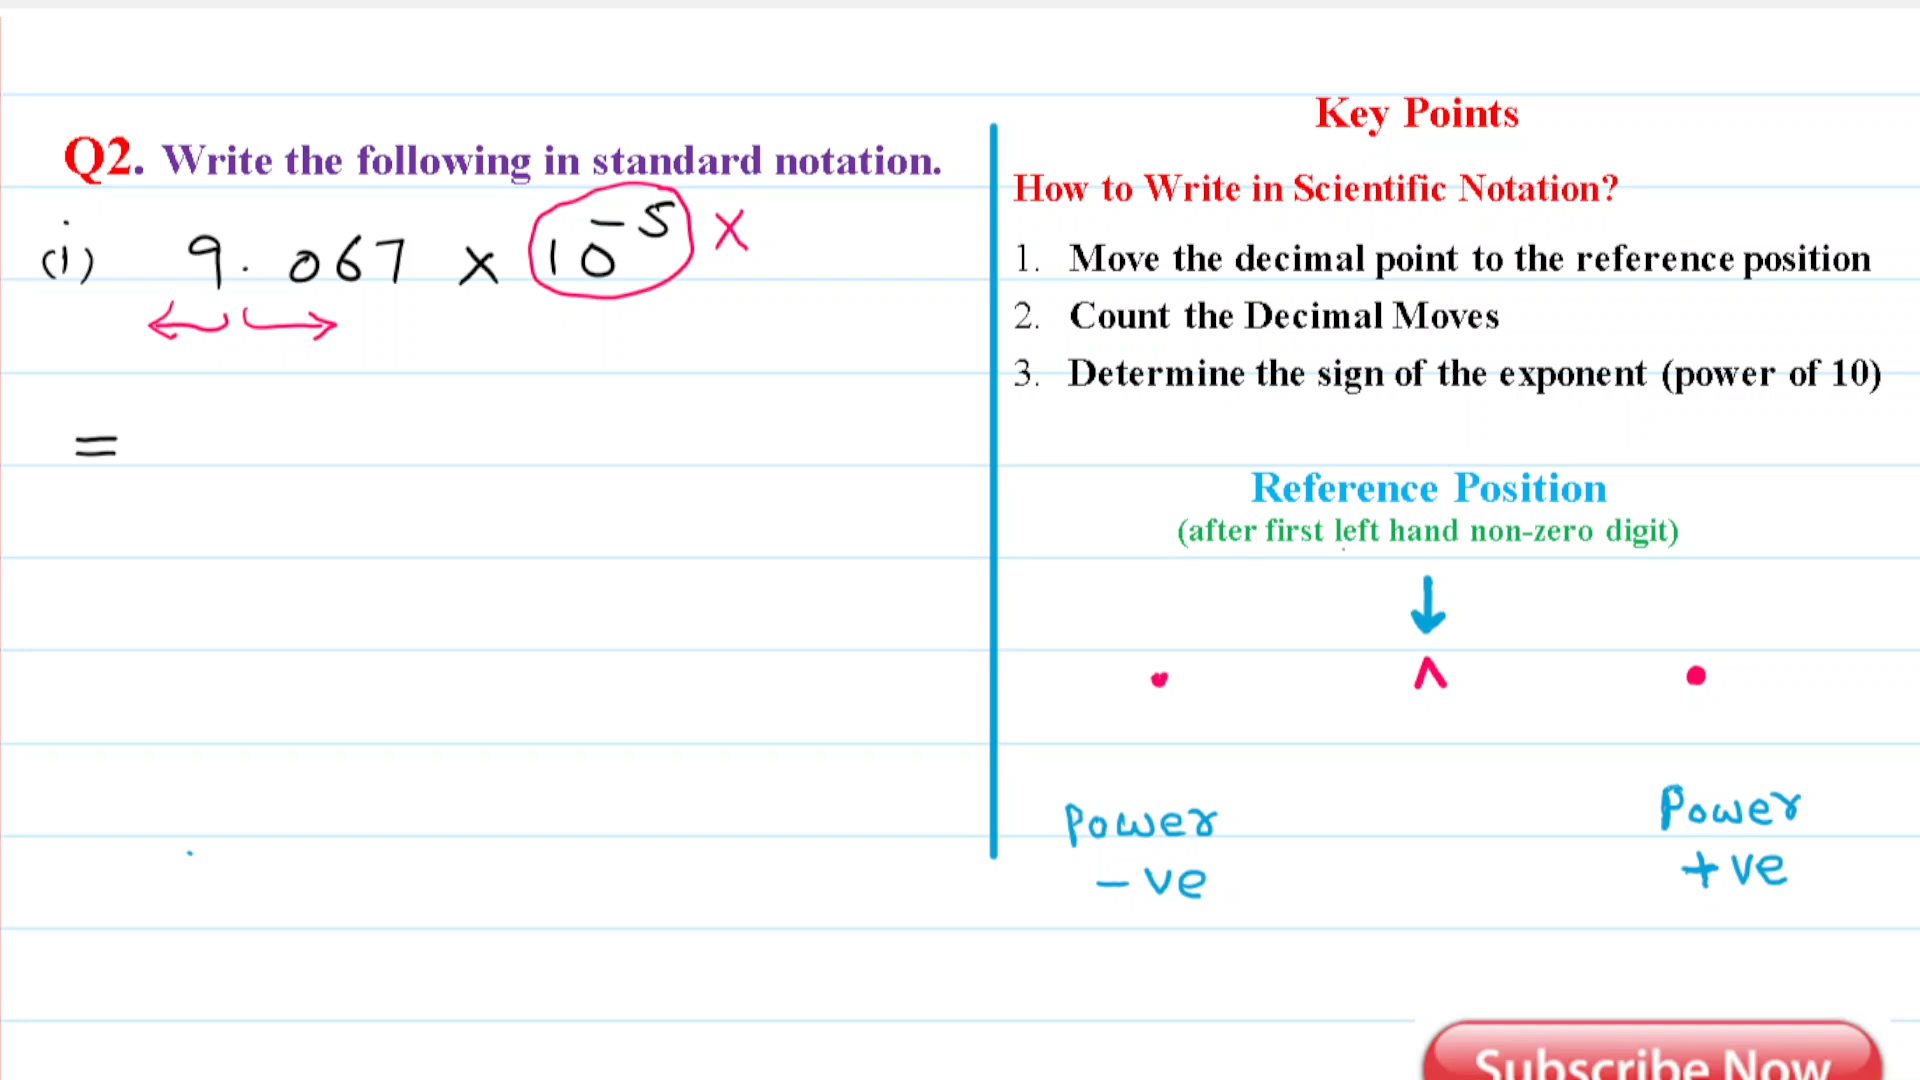 Q2. Write the following in standard notation.
(i) 9.067 × 10⁻⁵ ×
=
Key Points
How to Write in Scientific Notation?
1. Move the decimal point to the reference position
2. Count the Decimal Moves
3. Determine the sign of the exponent (power of 10)
Reference Position
(after first left hand non-zero digit)
Power
-ve
Power
+ve
Subscribe Now